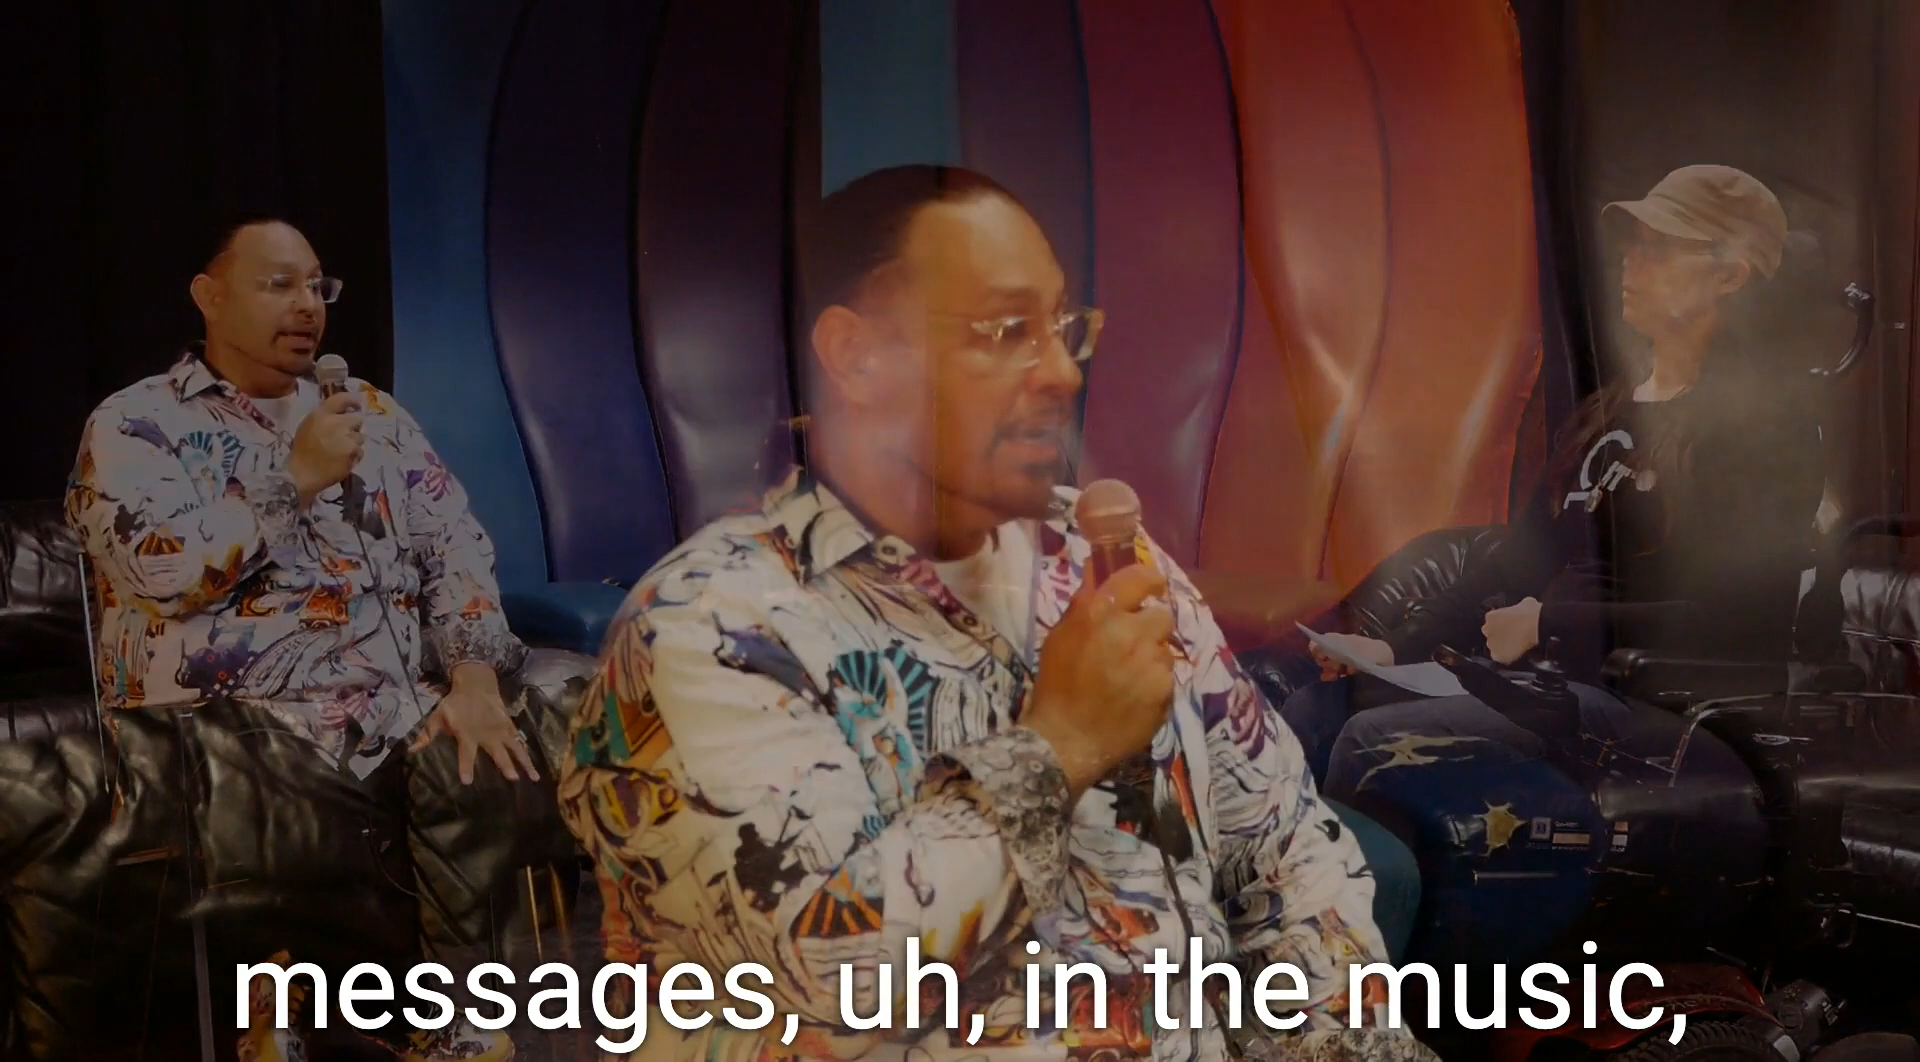 messages, uh, in the music,